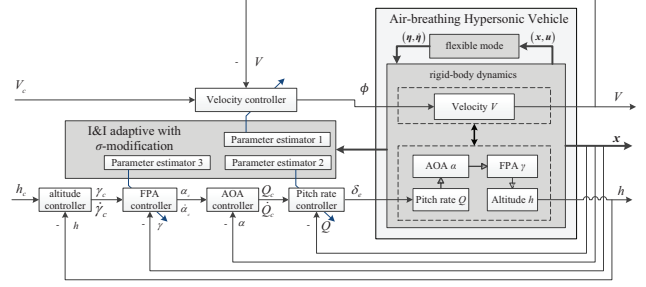 Air-breathing Hypersonic Vehicle
(η, η̇)
flexible mode
(x, u)
rigid-body dynamics
- V
V_c
Velocity controller
ϕ
Velocity V
V
I&I adaptive with
σ-modification
Parameter estimator 1
Parameter estimator 3
Parameter estimator 2
x
AOA α
FPA γ
Pitch rate Q
Altitude h
h_c
altitude
controller
γ_c
γ̇_c
FPA
controller
α_c
α̇_c
AOA
controller
Q_c
Q̇_c
Pitch rate
controller
δ_e
h
- h
- γ
- α
- Q